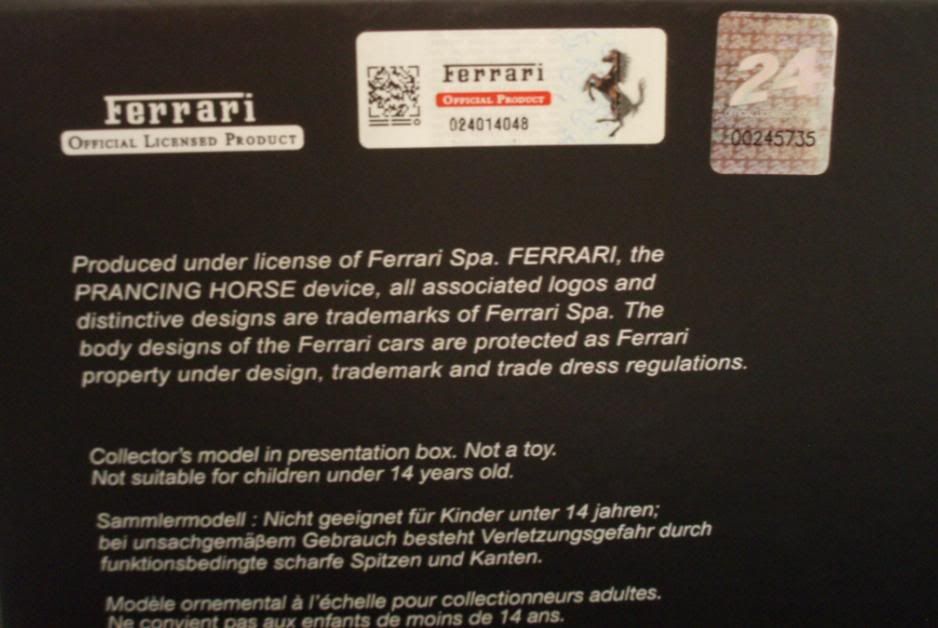 Ferrari
OFFICIAL LICENSED PRODUCT
Ferrari
OFFICIAL PRODUCT
024014048
24
00245735
Produced under license of Ferrari Spa. FERRARI, the
PRANCING HORSE device, all associated logos and
distinctive designs are trademarks of Ferrari Spa. The
body designs of the Ferrari cars are protected as Ferrari
property under design, trademark and trade dress regulations.
Collector's model in presentation box. Not a toy.
Not suitable for children under 14 years old.
Sammlermodell : Nicht geeignet für Kinder unter 14 jahren;
bei unsachgemäβem Gebrauch besteht Verletzungsgefahr durch
funktionsbedingte scharfe Spitzen und Kanten.
Modèle ornemental à l'échelle pour collectionneurs adultes.
Ne convient pas aux enfants de moins de 14 ans.